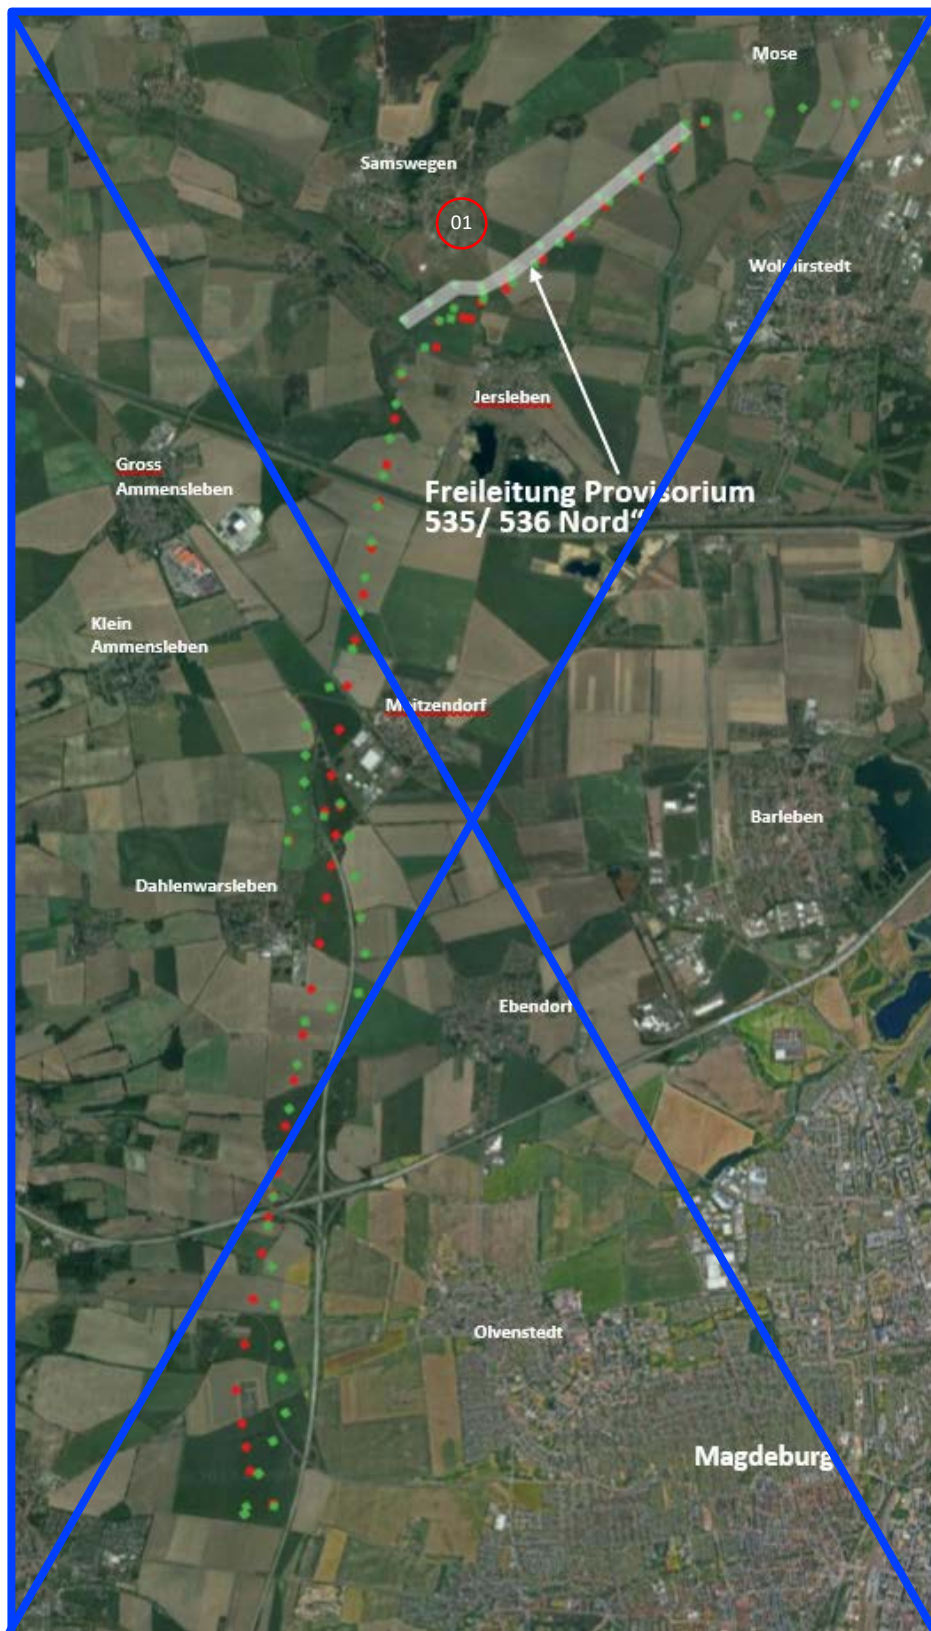 Mose
Samswegen
01
Wolmirstedt
Jersleben
Gross
Ammensleben
Freileitung Provisorium
535/ 536 Nord“
Klein
Ammensleben
Meitzendorf
Barleben
Dahlenwarsleben
Ebendorf
Olvenstedt
Magdeburg